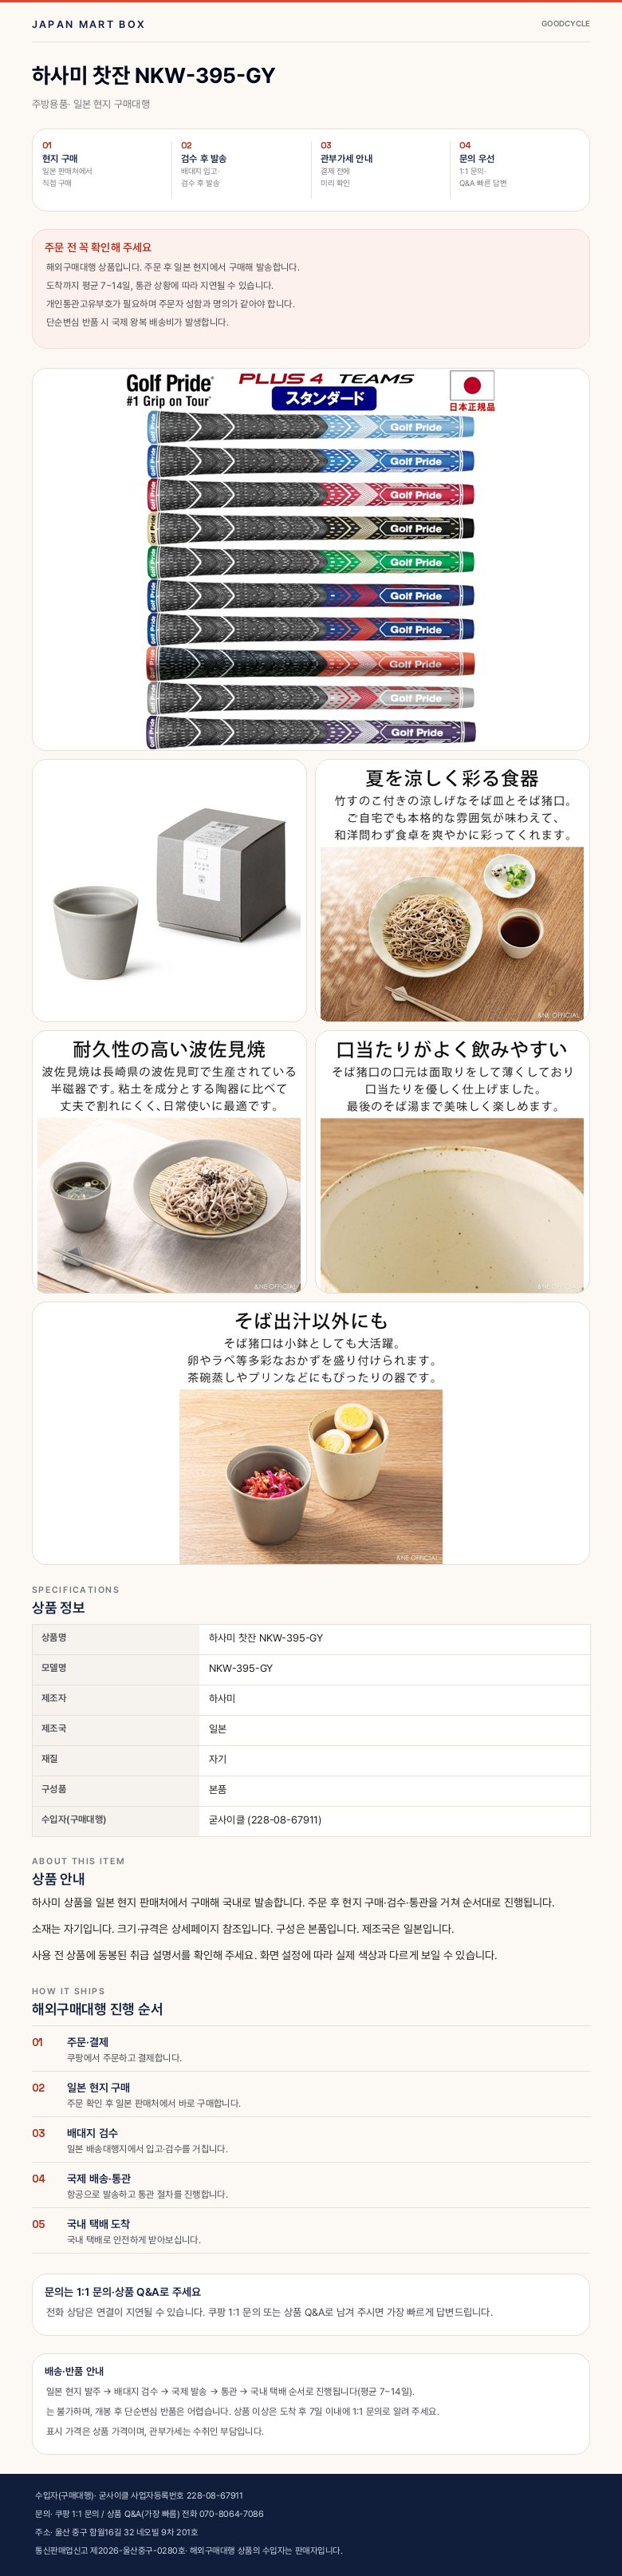 JAPAN MART BOX
GOODCYCLE
하사미 찻잔 NKW-395-GY
주방용품· 일본 현지 구매대행
01
현지 구매
일본 판매처에서
직접 구매
02
검수 후 발송
배대지 입고·
검수 후 발송
03
관부가세 안내
결제 전에
미리 확인
04
문의 우선
1:1 문의·
Q&A 빠른 답변
주문 전 꼭 확인해 주세요
해외구매대행 상품입니다. 주문 후 일본 현지에서 구매해 발송합니다.
도착까지 평균 7~14일, 통관 상황에 따라 지연될 수 있습니다.
개인통관고유부호가 필요하며 주문자 성함과 명의가 같아야 합니다.
단순변심 반품 시 국제 왕복 배송비가 발생합니다.
Golf Pride
#1 Grip on Tour
PLUS 4 TEAMS
スタンダード
日本正規品
Golf Pride Golf Pride
Golf Pride Golf Pride
Golf Pride Golf Pride
Golf Pride Golf Pride
Golf Pride Golf Pride
Golf Pride Golf Pride
Golf Pride Golf Pride
Golf Pride Golf Pride
Golf Pride Golf Pride
Golf Pride Golf Pride
夏を涼しく彩る食器
竹すのこ付きの涼しげなそば皿とそば猪口。
ご自宅でも本格的な雰囲気が味わえて、
和洋問わず食卓を爽やかに彩ってくれます。
&NE OFFICIAL
耐久性の高い波佐見焼
波佐見焼は長崎県の波佐見町で生産されている
半磁器です。粘土を成分とする陶器に比べて
丈夫で割れにくく、日常使いに最適です。
&NE OFFICIAL
口当たりがよく飲みやすい
そば猪口の口元は面取りをして薄くしており
口当たりを優しく仕上げました。
最後のそば湯まで美味しく楽しめます。
&NE OFFICIAL
そば出汁以外にも
そば猪口は小鉢としても大活躍。
卵やラペ等多彩なおかずを盛り付けられます。
茶碗蒸しやプリンなどにもぴったりの器です。
&NE OFFICIAL
SPECIFICATIONS
상품 정보
상품명 하사미 찻잔 NKW-395-GY
모델명 NKW-395-GY
제조자 하사미
제조국 일본
재질 자기
구성품 본품
수입자(구매대행) 굳사이클 (228-08-67911)
ABOUT THIS ITEM
상품 안내
하사미 상품을 일본 현지 판매처에서 구매해 국내로 발송합니다. 주문 후 현지 구매·검수·통관을 거쳐 순서대로 진행됩니다.
소재는 자기입니다. 크기·규격은 상세페이지 참조입니다. 구성은 본품입니다. 제조국은 일본입니다.
사용 전 상품에 동봉된 취급 설명서를 확인해 주세요. 화면 설정에 따라 실제 색상과 다르게 보일 수 있습니다.
HOW IT SHIPS
해외구매대행 진행 순서
01 주문·결제
쿠팡에서 주문하고 결제합니다.
02 일본 현지 구매
주문 확인 후 일본 판매처에서 바로 구매합니다.
03 배대지 검수
일본 배송대행지에서 입고·검수를 거칩니다.
04 국제 배송·통관
항공으로 발송하고 통관 절차를 진행합니다.
05 국내 택배 도착
국내 택배로 안전하게 받아보십니다.
문의는 1:1 문의·상품 Q&A로 주세요
전화 상담은 연결이 지연될 수 있습니다. 쿠팡 1:1 문의 또는 상품 Q&A로 남겨 주시면 가장 빠르게 답변드립니다.
배송·반품 안내
일본 현지 발주 → 배대지 검수 → 국제 발송 → 통관 → 국내 택배 순서로 진행됩니다(평균 7~14일).
는 불가하며, 개봉 후 단순변심 반품은 어렵습니다. 상품 이상은 도착 후 7일 이내에 1:1 문의로 알려 주세요.
표시 가격은 상품 가격이며, 관부가세는 수취인 부담입니다.
수입자(구매대행)· 굳사이클 사업자등록번호 228-08-67911
문의· 쿠팡 1:1 문의 / 상품 Q&A(가장 빠름) 전화 070-8064-7086
주소· 울산 중구 함월16길 32 네오빌 9차 201호
통신판매업신고 제2026-울산중구-0280호· 해외구매대행 상품의 수입자는 판매자입니다.